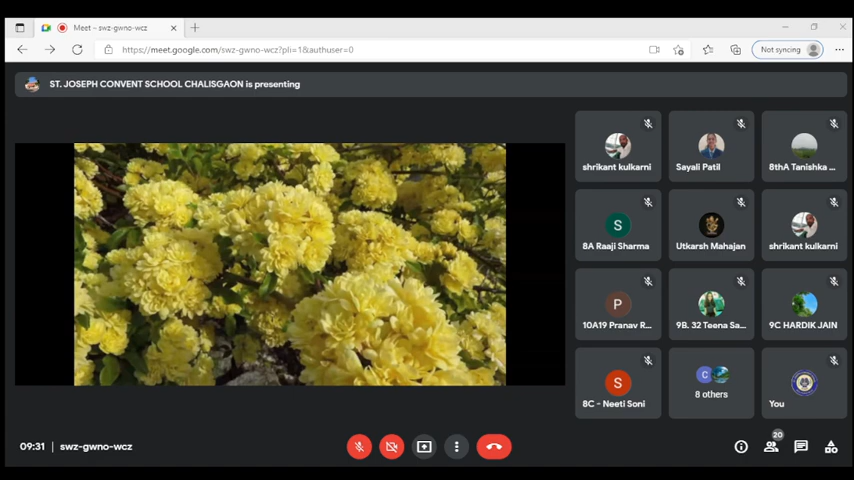 Meet – swz-gwno-wcz
https://meet.google.com/swz-gwno-wcz?pli=1&authuser=0
Not syncing
ST. JOSEPH CONVENT SCHOOL CHALISGAON is presenting
shrikant kulkarni
Sayali Patil
8thA Tanishka ...
S
8A Raaji Sharma
Utkarsh Mahajan
shrikant kulkarni
P
10A19 Pranav R...
9B. 32 Teena Sa...
9C HARDIK JAIN
S
8C - Neeti Soni
C
8 others
You
09:31 | swz-gwno-wcz
20